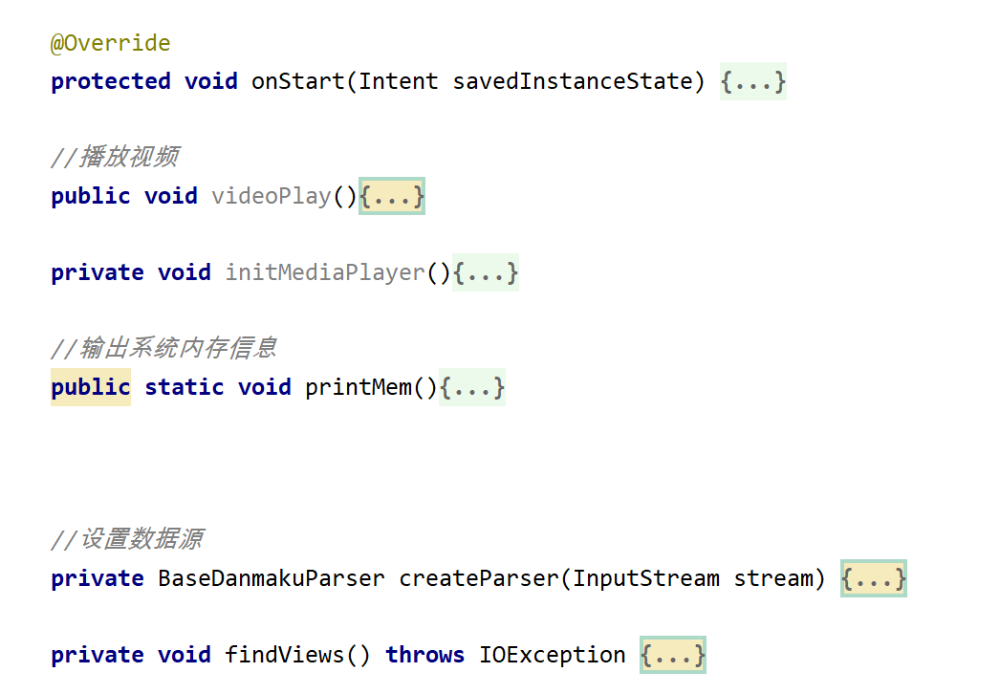 @Override
protected void onStart(Intent savedInstanceState) {...}
//播放视频
public void videoPlay(){...}
private void initMediaPlayer(){...}
//输出系统内存信息
public static void printMem(){...}
//设置数据源
private BaseDanmakuParser createParser(InputStream stream) {...}
private void findViews() throws IOException {...}